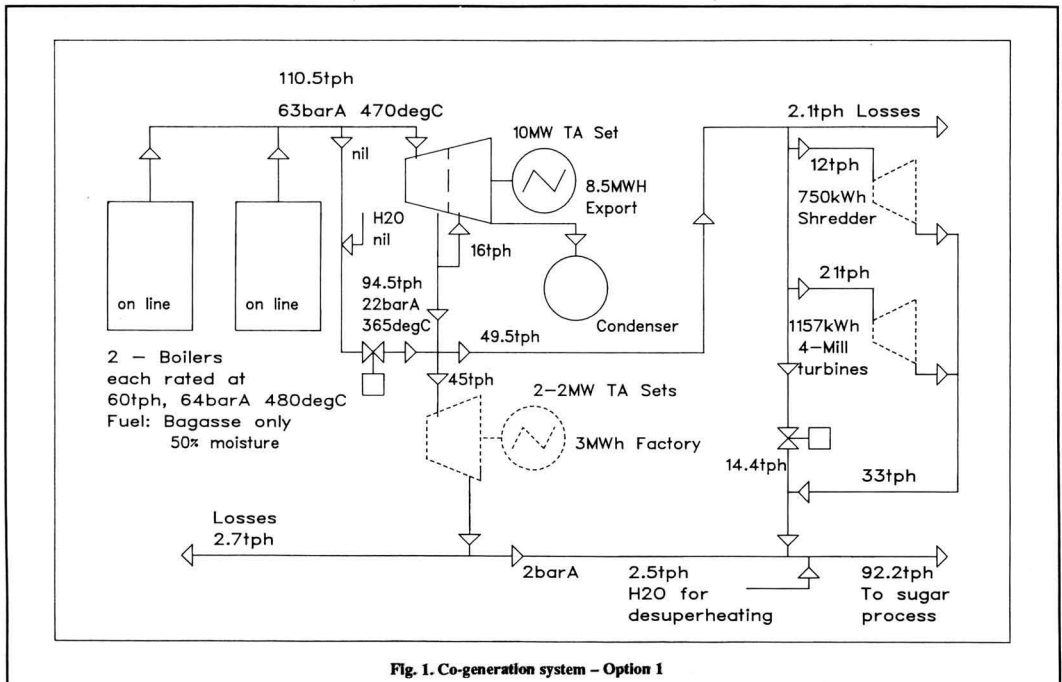 110.5tph
63barA 470degC
nil
H2O
nil
10MW TA Set
8.5MWH
Export
16tph
94.5tph
22barA
365degC
Condenser
on line
on line
2 – Boilers
each rated at
60tph, 64barA 480degC
Fuel: Bagasse only
50% moisture
49.5tph
45tph
2–2MW TA Sets
3MWh Factory
2.1tph Losses
12tph
750kWh
Shredder
21tph
1157kWh
4–Mill
turbines
14.4tph
33tph
Losses
2.7tph
2barA
2.5tph
H2O for
desuperheating
92.2tph
To sugar
process
Fig. 1. Co-generation system – Option 1